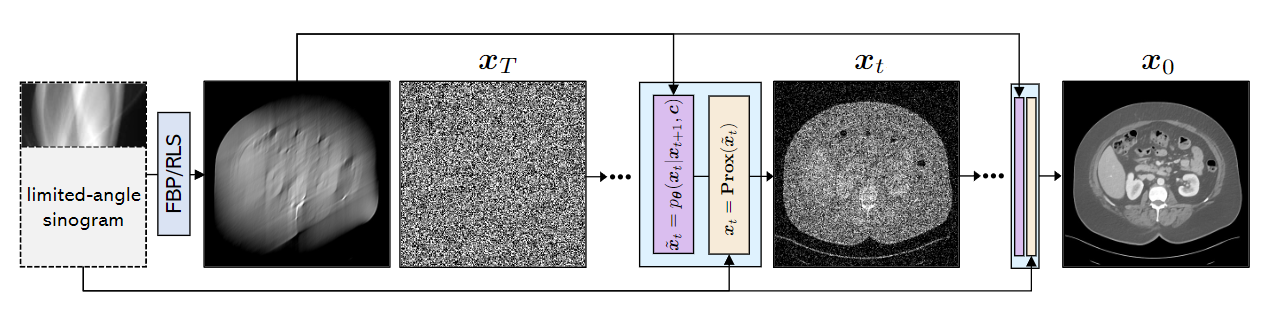 limited-angle
sinogram
FBP/RLS
𝒙_T
𝒙̃_t = p_𝜽(𝒙_t|𝒙_{t+1}, 𝒄)
𝒙_t = Prox(𝒙̃_t)
𝒙_t
𝒙_0